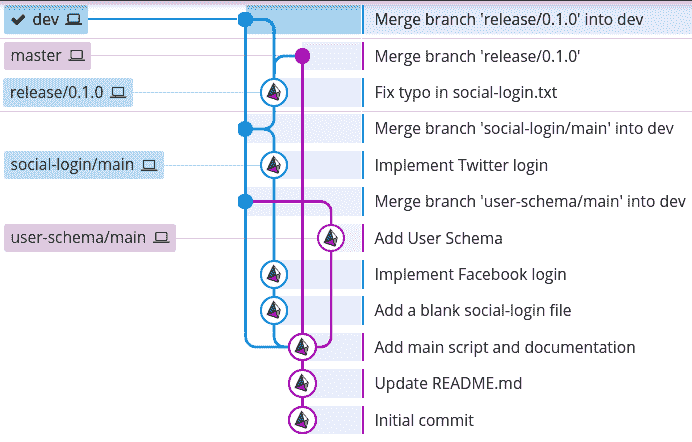 dev Merge branch 'release/0.1.0' into dev
master Merge branch 'release/0.1.0'
release/0.1.0 Fix typo in social-login.txt
Merge branch 'social-login/main' into dev
social-login/main Implement Twitter login
Merge branch 'user-schema/main' into dev
user-schema/main Add User Schema
Implement Facebook login
Add a blank social-login file
Add main script and documentation
Update README.md
Initial commit